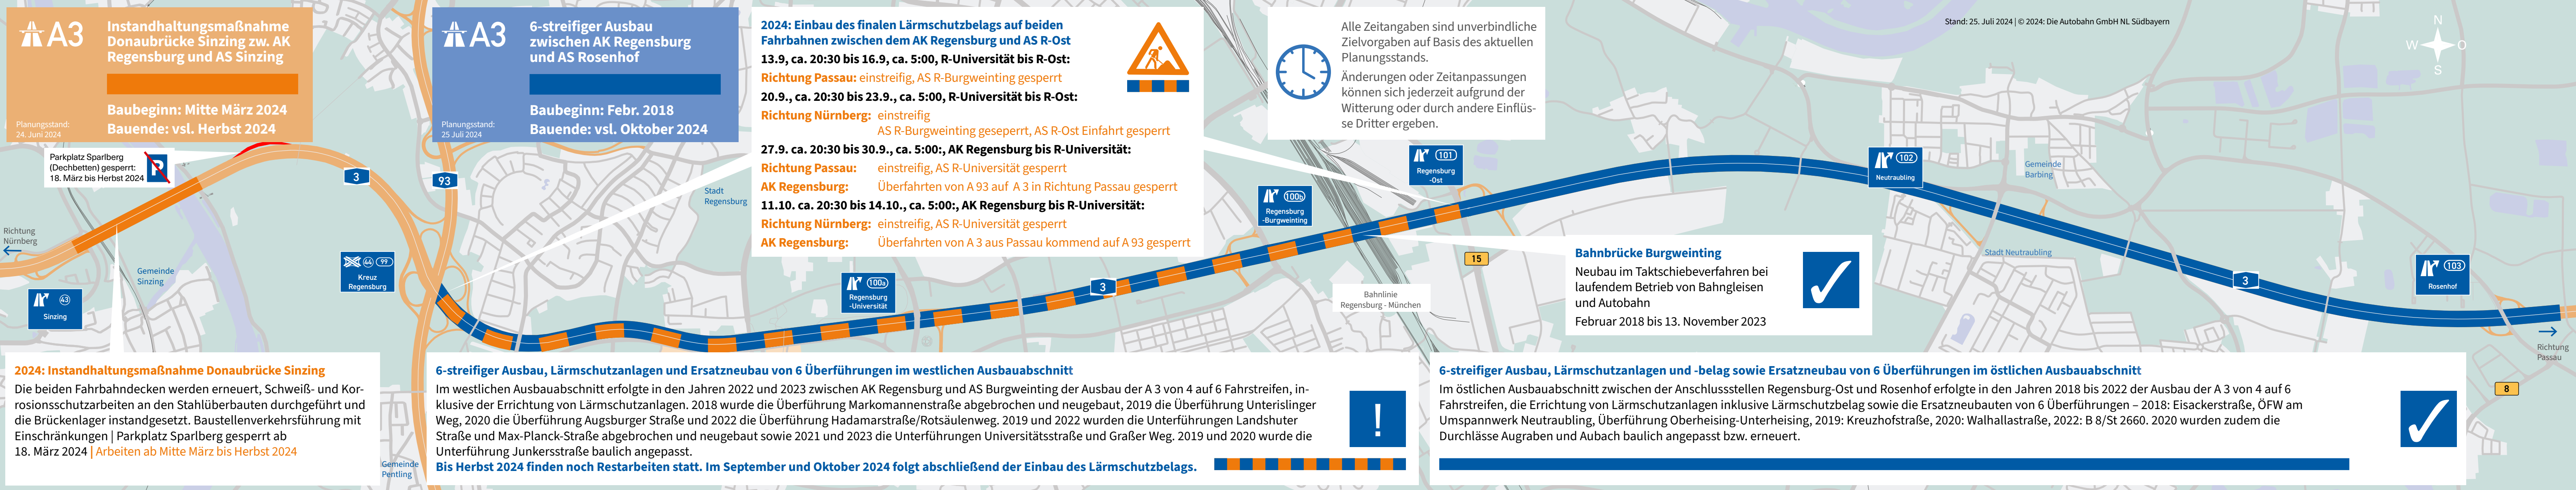 A3
Instandhaltungsmaßnahme
Donaubrücke Sinzing zw. AK
Regensburg und AS Sinzing
Baubeginn: Mitte März 2024
Bauende: vsl. Herbst 2024
Planungsstand:
24. Juni 2024
A3
6-streifiger Ausbau
zwischen AK Regensburg
und AS Rosenhof
Baubeginn: Febr. 2018
Bauende: vsl. Oktober 2024
Planungsstand:
25 Juli 2024
2024: Einbau des finalen Lärmschutzbelags auf beiden
Fahrbahnen zwischen dem AK Regensburg und AS R-Ost
13.9, ca. 20:30 bis 16.9, ca. 5:00, R-Universität bis R-Ost:
Richtung Passau: einstreifig, AS R-Burgweinting gesperrt
20.9., ca. 20:30 bis 23.9., ca. 5:00, R-Universität bis R-Ost:
Richtung Nürnberg: einstreifig
AS R-Burgweinting geseperrt, AS R-Ost Einfahrt gesperrt
27.9. ca. 20:30 bis 30.9., ca. 5:00:, AK Regensburg bis R-Universität:
Richtung Passau: einstreifig, AS R-Universität gesperrt
AK Regensburg: Überfahrten von A 93 auf A 3 in Richtung Passau gesperrt
11.10. ca. 20:30 bis 14.10., ca. 5:00:, AK Regensburg bis R-Universität:
Richtung Nürnberg: einstreifig, AS R-Universität gesperrt
AK Regensburg: Überfahrten von A 3 aus Passau kommend auf A 93 gesperrt
Alle Zeitangaben sind unverbindliche
Zielvorgaben auf Basis des aktuellen
Planungsstands.
Änderungen oder Zeitanpassungen
können sich jederzeit aufgrund der
Witterung oder durch andere Einflüs-
se Dritter ergeben.
Stand: 25. Juli 2024 | © 2024: Die Autobahn GmbH NL Südbayern
N
W
O
S
Parkplatz Sparlberg
(Dechbetten) gesperrt:
18. März bis Herbst 2024
P
3
93
Stadt
Regensburg
100b
Regensburg
-Burgweinting
101
Regensburg
-Ost
102
Neutraubling
Gemeinde
Barbing
Richtung
Nürnberg
Gemeinde
Sinzing
43
Sinzing
44 99
Kreuz
Regensburg
100a
Regensburg
-Universität
3
15
Bahnlinie
Regensburg - München
Bahnbrücke Burgweinting
Neubau im Taktschiebeverfahren bei
laufendem Betrieb von Bahngleisen
und Autobahn
Februar 2018 bis 13. November 2023
Stadt Neutraubling
3
103
Rosenhof
Richtung
Passau
8
2024: Instandhaltungsmaßnahme Donaubrücke Sinzing
Die beiden Fahrbahndecken werden erneuert, Schweiß- und Kor-
rosionsschutzarbeiten an den Stahlüberbauten durchgeführt und
die Brückenlager instandgesetzt. Baustellenverkehrsführung mit
Einschränkungen | Parkplatz Sparlberg gesperrt ab
18. März 2024 | Arbeiten ab Mitte März bis Herbst 2024
Gemeinde
Pentling
6-streifiger Ausbau, Lärmschutzanlagen und Ersatzneubau von 6 Überführungen im westlichen Ausbauabschnitt
Im westlichen Ausbauabschnitt erfolgte in den Jahren 2022 und 2023 zwischen AK Regensburg und AS Burgweinting der Ausbau der A 3 von 4 auf 6 Fahrstreifen, in-
klusive der Errichtung von Lärmschutzanlagen. 2018 wurde die Überführung Markomannenstraße abgebrochen und neugebaut, 2019 die Überführung Unterislinger
Weg, 2020 die Überführung Augsburger Straße und 2022 die Überführung Hadamarstraße/Rotsäulenweg. 2019 und 2022 wurden die Unterführungen Landshuter
Straße und Max-Planck-Straße abgebrochen und neugebaut sowie 2021 und 2023 die Unterführungen Universitätsstraße und Graßer Weg. 2019 und 2020 wurde die
Unterführung Junkersstraße baulich angepasst.
Bis Herbst 2024 finden noch Restarbeiten statt. Im September und Oktober 2024 folgt abschließend der Einbau des Lärmschutzbelags.
!
6-streifiger Ausbau, Lärmschutzanlagen und -belag sowie Ersatzneubau von 6 Überführungen im östlichen Ausbauabschnitt
Im östlichen Ausbauabschnitt zwischen der Anschlussstellen Regensburg-Ost und Rosenhof erfolgte in den Jahren 2018 bis 2022 der Ausbau der A 3 von 4 auf 6
Fahrstreifen, die Errichtung von Lärmschutzanlagen inklusive Lärmschutzbelag sowie die Ersatzneubauten von 6 Überführungen – 2018: Eisackerstraße, ÖFW am
Umspannwerk Neutraubling, Überführung Oberheising-Unterheising, 2019: Kreuzhofstraße, 2020: Walhallastraße, 2022: B 8/St 2660. 2020 wurden zudem die
Durchlässe Augraben und Aubach baulich angepasst bzw. erneuert.